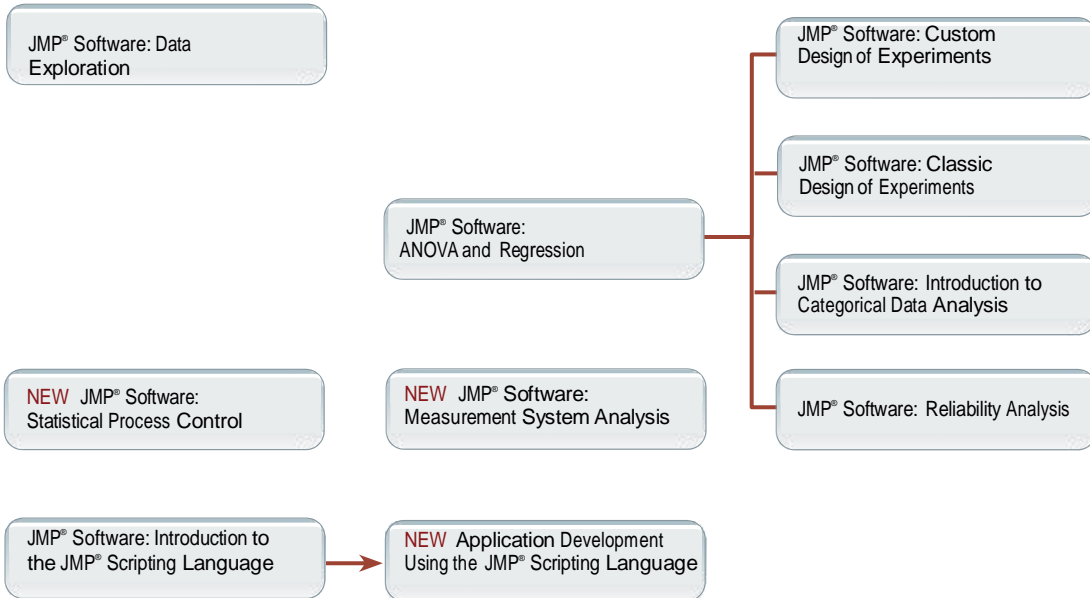 JMP® Software: Data
Exploration
JMP® Software: Custom
Design of Experiments
JMP® Software: Classic
Design of Experiments
JMP® Software:
ANOVA and Regression
JMP® Software: Introduction to
Categorical Data Analysis
NEW JMP® Software:
Statistical Process Control
NEW JMP® Software:
Measurement System Analysis
JMP® Software: Reliability Analysis
JMP® Software: Introduction to
the JMP® Scripting Language
NEW Application Development
Using the JMP® Scripting Language